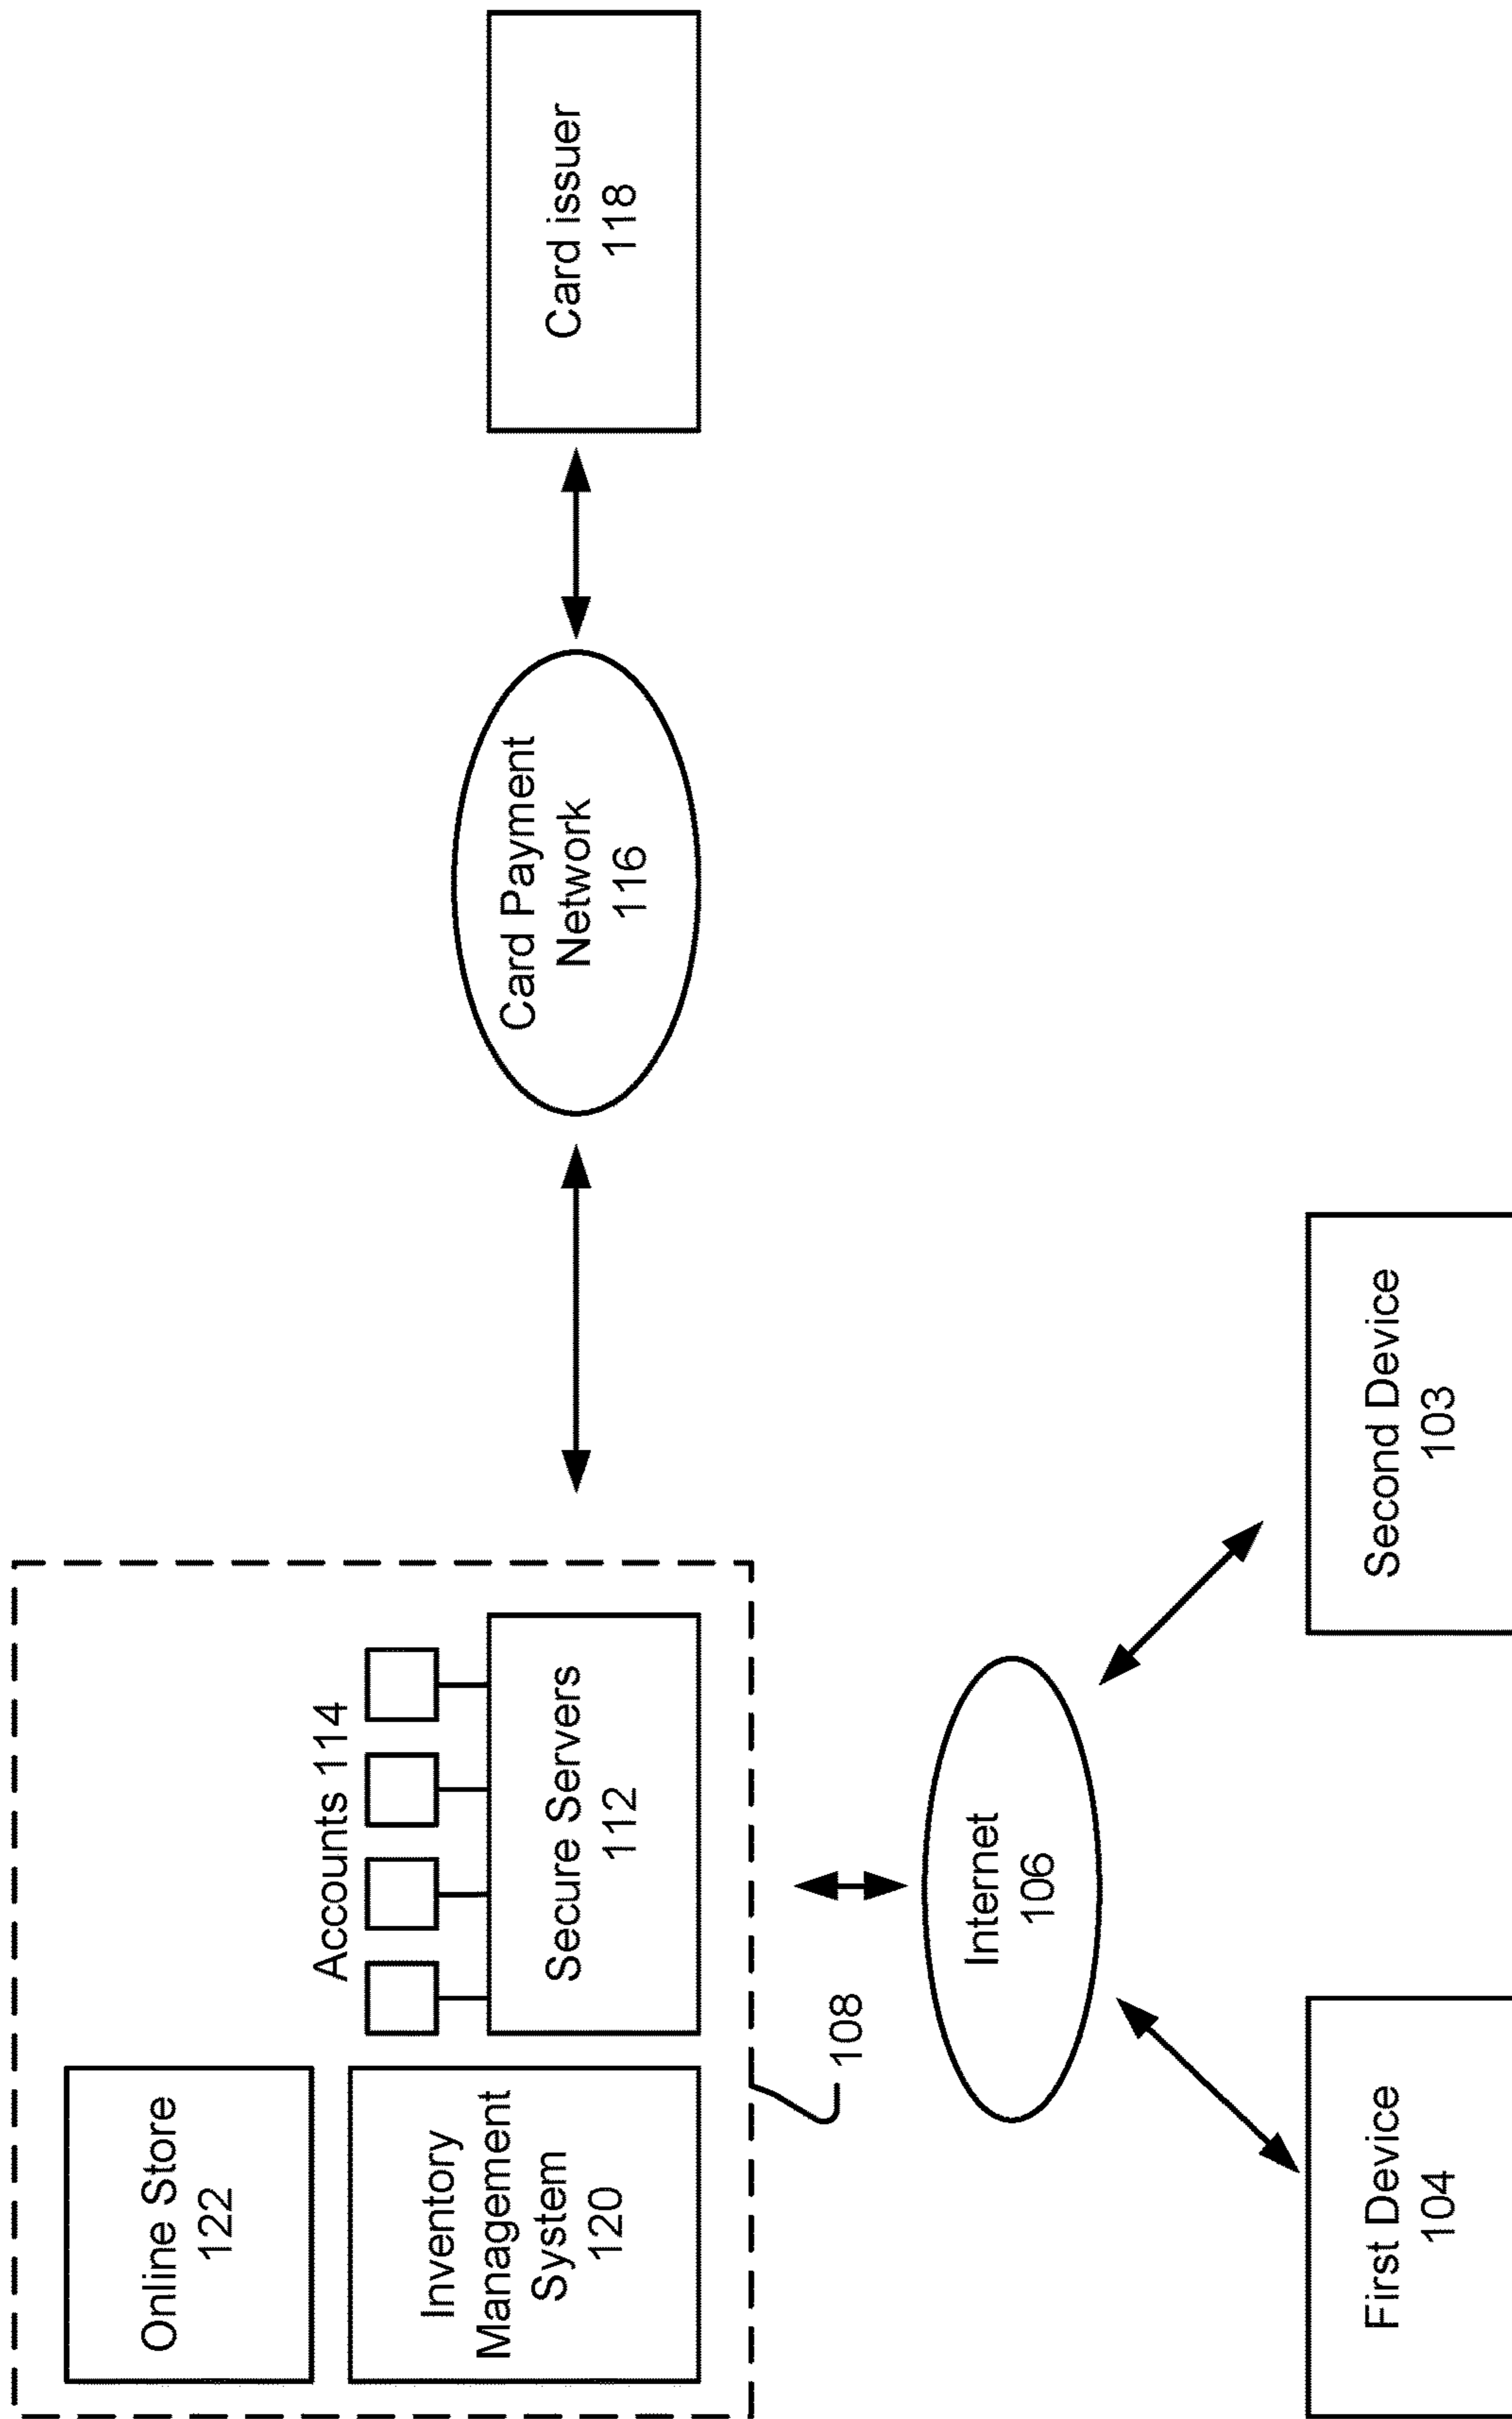 Online Store
122
Accounts 114
Inventory
Management
System
120
Secure Servers
112
Card Payment
Network
116
Card issuer
118
108
Internet
106
First Device
104
Second Device
103